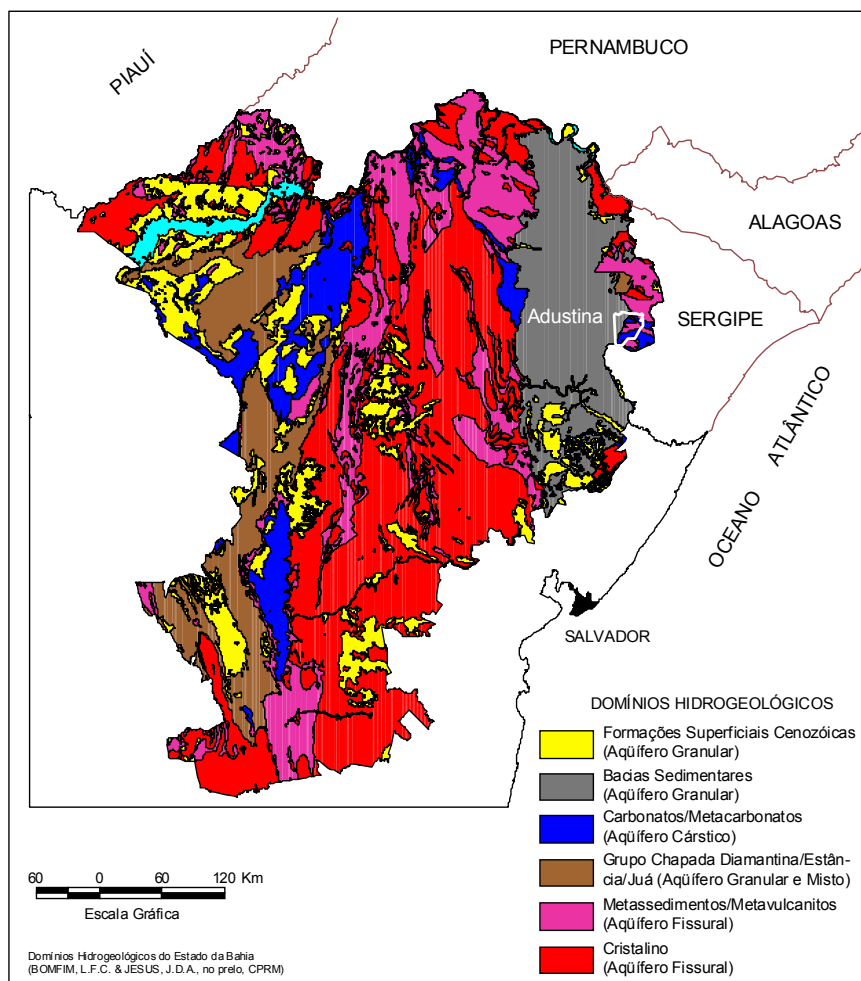 PIAUÍ
PERNAMBUCO
ALAGOAS
Adustina
SERGIPE
OCEANO ATLÂNTICO
SALVADOR
DOMÍNIOS HIDROGEOLÓGICOS
Formações Superficiais Cenozóicas
(Aqüífero Granular)
Bacias Sedimentares
(Aqüífero Granular)
Carbonatos/Metacarbonatos
(Aqüífero Cárstico)
Grupo Chapada Diamantina/Estân-
cia/Juá (Aqüífero Granular e Misto)
Metassedimentos/Metavulcanitos
(Aqüífero Fissural)
Cristalino
(Aqüífero Fissural)
60 0 60 120 Km
Escala Gráfica
Domínios Hidrogeológicos do Estado da Bahia
(BOMFIM, L.F.C. & JESUS, J.D.A., no prelo, CPRM)